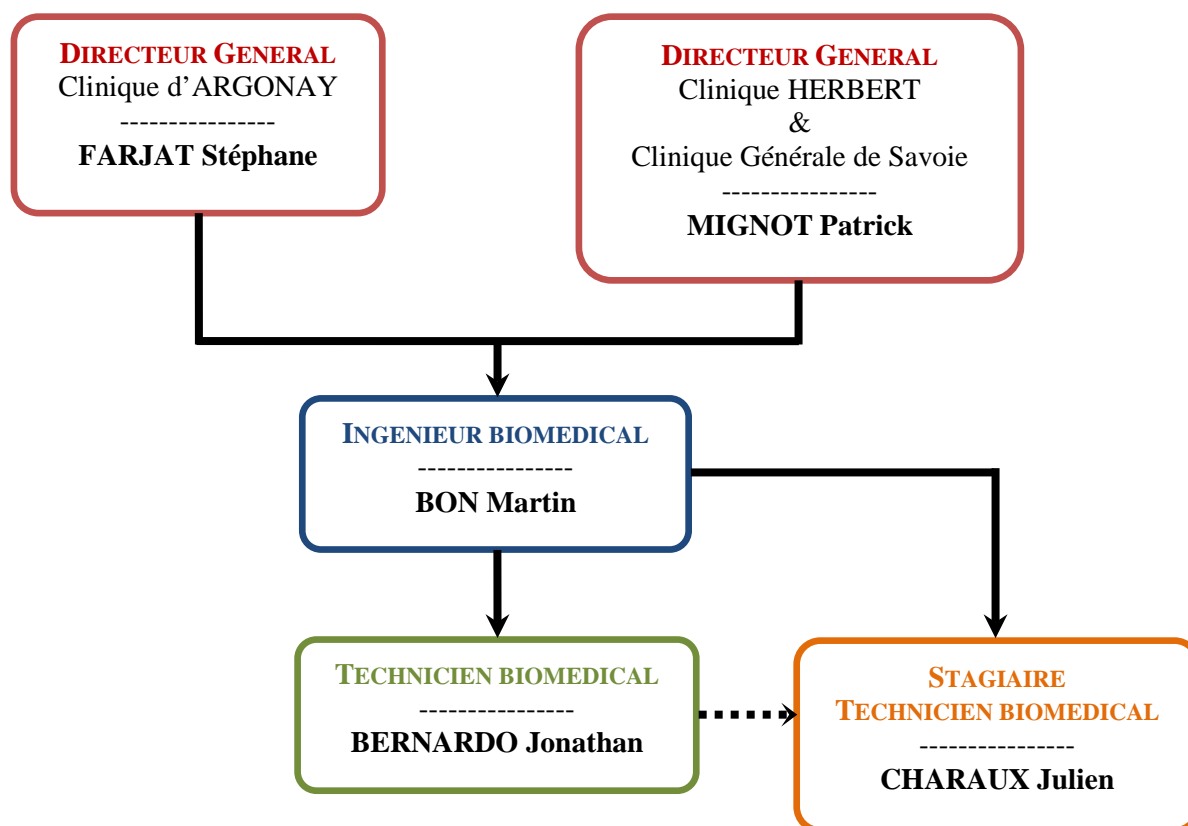 DIRECTEUR GENERAL
Clinique d’ARGONAY
----------------
FARJAT Stéphane
DIRECTEUR GENERAL
Clinique HERBERT
&
Clinique Générale de Savoie
----------------
MIGNOT Patrick
INGENIEUR BIOMEDICAL
----------------
BON Martin
TECHNICIEN BIOMEDICAL
----------------
BERNARDO Jonathan
STAGIAIRE
TECHNICIEN BIOMEDICAL
----------------
CHARAUX Julien